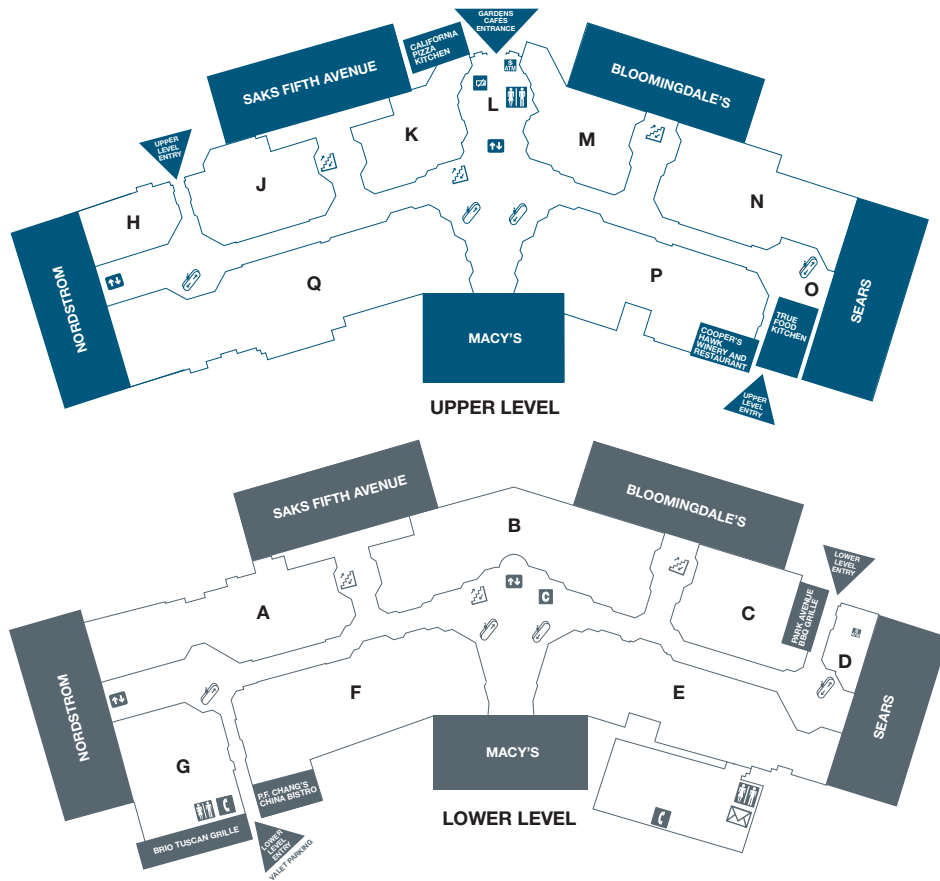 GARDENS
CAFÉS
ENTRANCE
CALIFORNIA
PIZZA
KITCHEN
SAKS FIFTH AVENUE
BLOOMINGDALE'S
$
ATM
L
K
M
UPPER
LEVEL
ENTRY
J
N
H
NORDSTROM
Q
P
O
SEARS
MACY'S
COOPER'S
HAWK
WINERY AND
RESTAURANT
TRUE
FOOD
KITCHEN
UPPER
LEVEL
ENTRY
UPPER LEVEL
SAKS FIFTH AVENUE
BLOOMINGDALE'S
B
LOWER
LEVEL
ENTRY
C
A
C
PARK AVENUE
BBQ GRILLE
D
NORDSTROM
F
E
SEARS
MACY'S
G
P.F. CHANG'S
CHINA BISTRO
BRIO TUSCAN GRILLE
LOWER
LEVEL
ENTRY
VALET PARKING
LOWER LEVEL